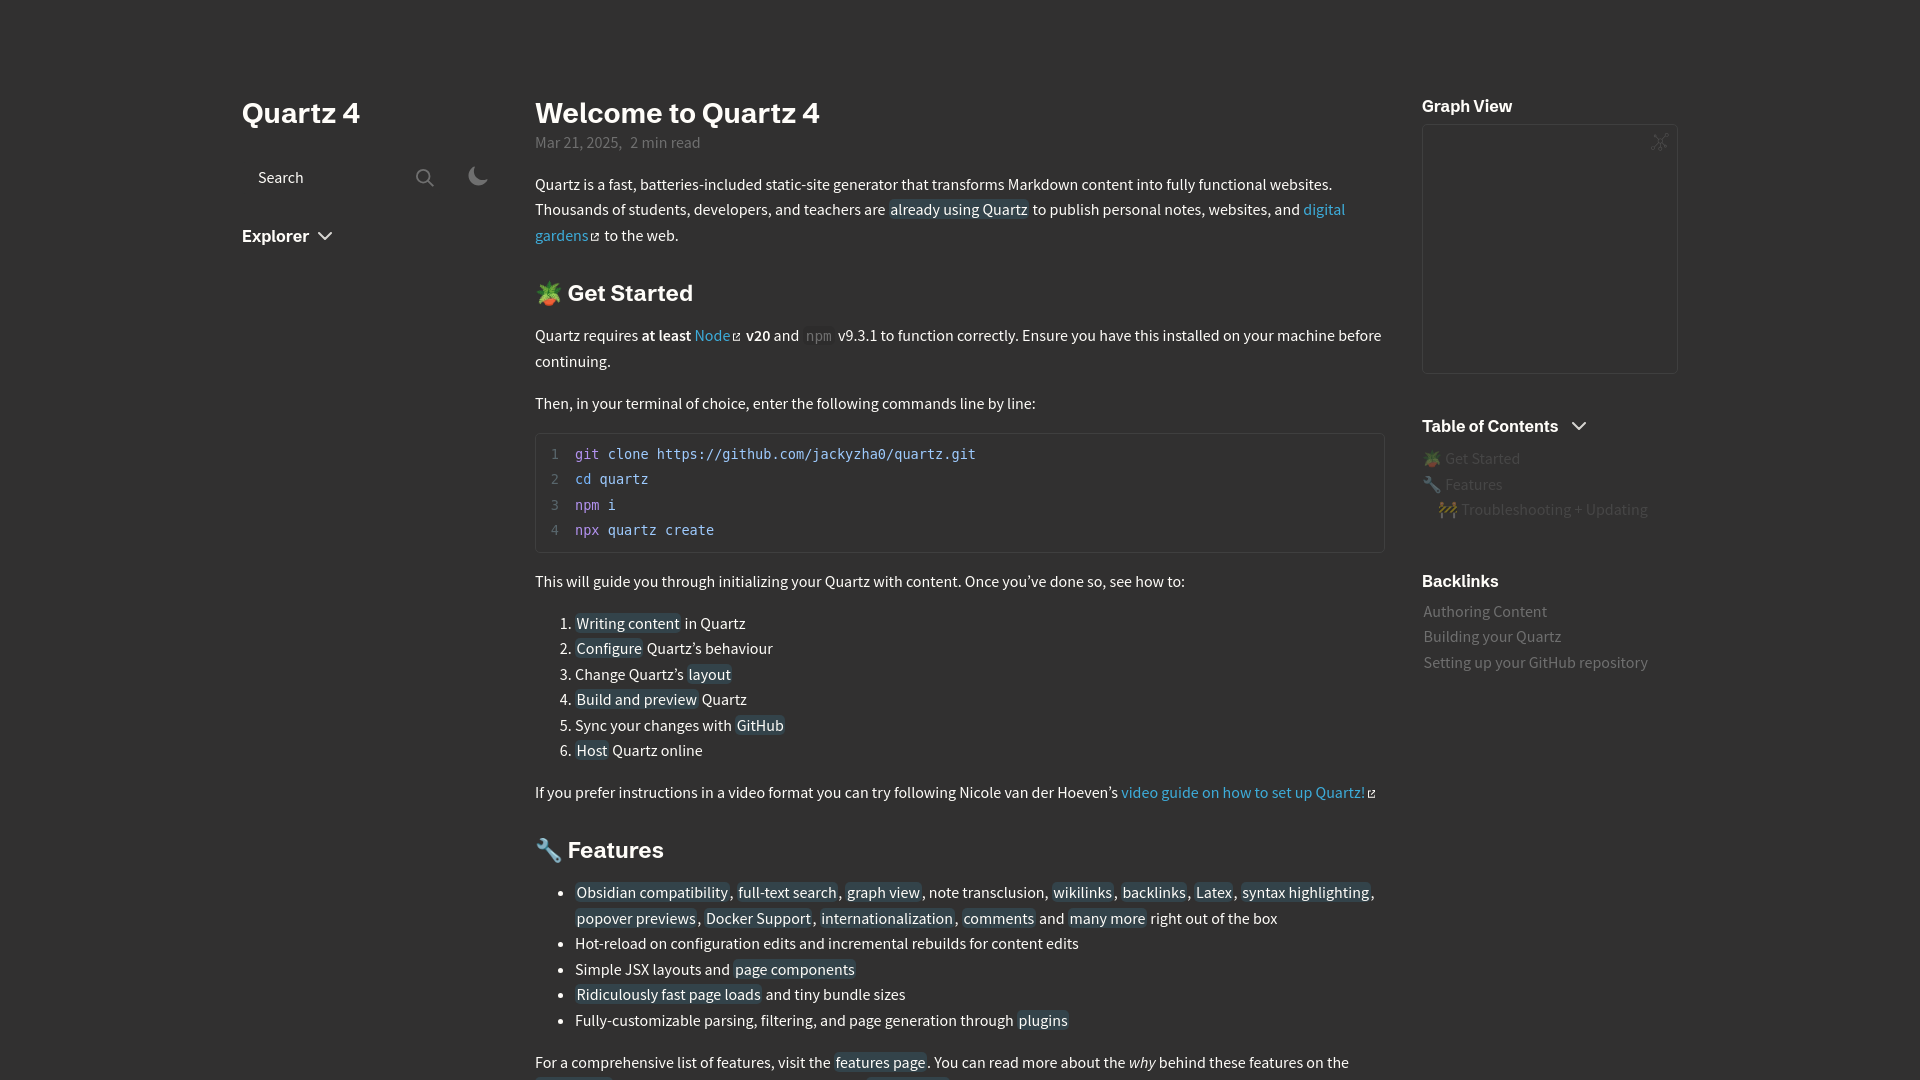 Quartz 4
Search
Explorer
Welcome to Quartz 4
Mar 21, 2025, 2 min read
Quartz is a fast, batteries-included static-site generator that transforms Markdown content into fully functional websites.
Thousands of students, developers, and teachers are already using Quartz to publish personal notes, websites, and digital
gardens to the web.
🪴 Get Started
Quartz requires at least Node v20 and npm v9.3.1 to function correctly. Ensure you have this installed on your machine before
continuing.
Then, in your terminal of choice, enter the following commands line by line:
1 git clone https://github.com/jackyzha0/quartz.git
2 cd quartz
3 npm i
4 npx quartz create
This will guide you through initializing your Quartz with content. Once you’ve done so, see how to:
1. Writing content in Quartz
2. Configure Quartz’s behaviour
3. Change Quartz’s layout
4. Build and preview Quartz
5. Sync your changes with GitHub
6. Host Quartz online
If you prefer instructions in a video format you can try following Nicole van der Hoeven’s video guide on how to set up Quartz!
🔧 Features
• Obsidian compatibility, full-text search, graph view, note transclusion, wikilinks, backlinks, Latex, syntax highlighting,
popover previews, Docker Support, internationalization, comments and many more right out of the box
• Hot-reload on configuration edits and incremental rebuilds for content edits
• Simple JSX layouts and page components
• Ridiculously fast page loads and tiny bundle sizes
• Fully-customizable parsing, filtering, and page generation through plugins
For a comprehensive list of features, visit the features page. You can read more about the why behind these features on the
Graph View
Table of Contents
🪴 Get Started
🔧 Features
🚧 Troubleshooting + Updating
Backlinks
Authoring Content
Building your Quartz
Setting up your GitHub repository